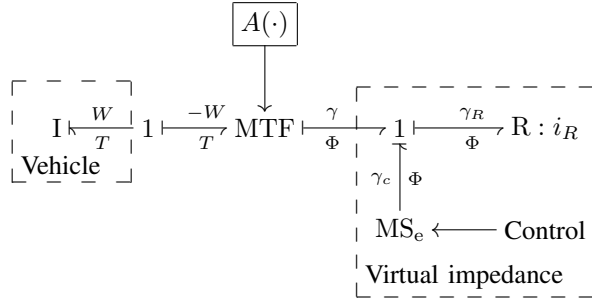 A(·)
W −W γ γ_R
I 1 MTF 1 R : i_R
T T Φ Φ
Vehicle
γ_c Φ
MS_e Control
Virtual impedance